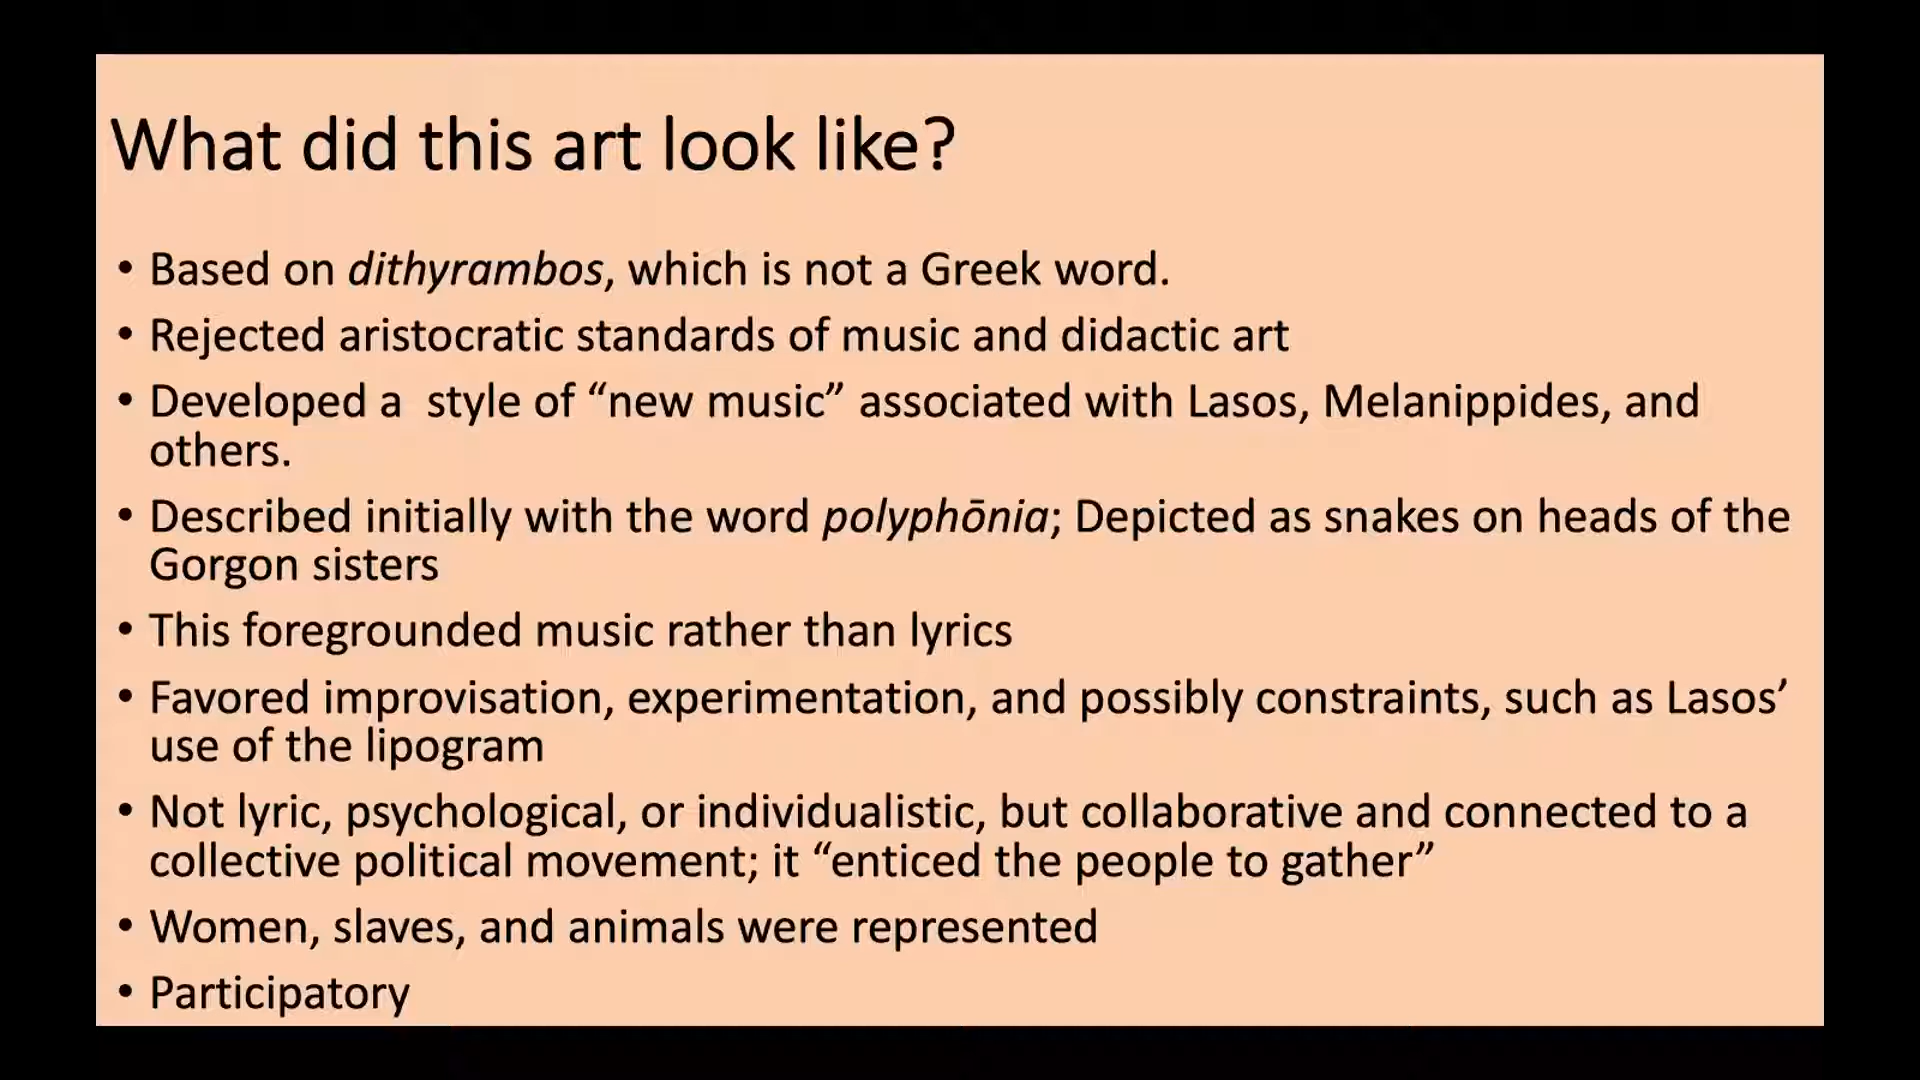 What did this art look like?
• Based on dithyrambos, which is not a Greek word.
• Rejected aristocratic standards of music and didactic art
• Developed a  style of “new music” associated with Lasos, Melanippides, and
others.
• Described initially with the word polyphōnia; Depicted as snakes on heads of the
Gorgon sisters
• This foregrounded music rather than lyrics
• Favored improvisation, experimentation, and possibly constraints, such as Lasos’
use of the lipogram
• Not lyric, psychological, or individualistic, but collaborative and connected to a
collective political movement; it “enticed the people to gather”
• Women, slaves, and animals were represented
• Participatory